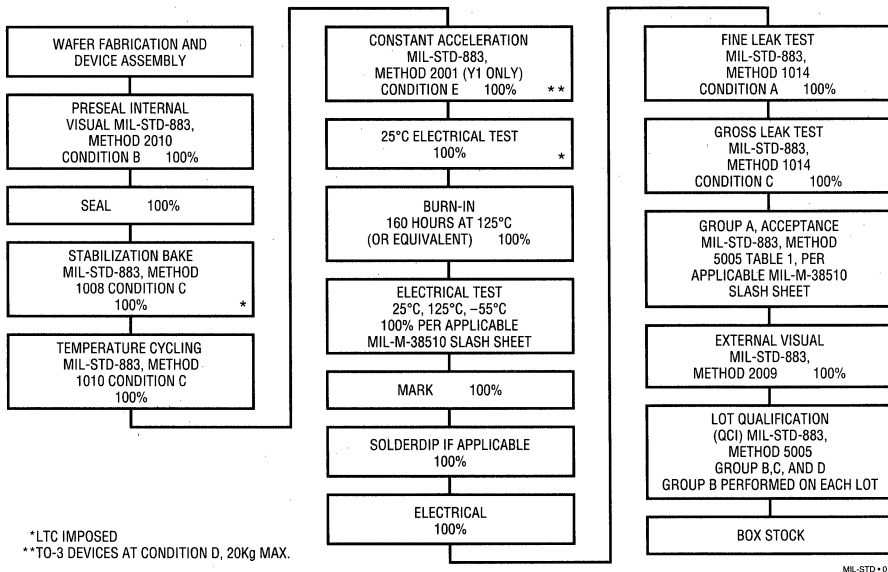 WAFER FABRICATION AND
DEVICE ASSEMBLY
PRESEAL INTERNAL
VISUAL MIL-STD-883,
METHOD 2010
CONDITION B 100%
SEAL 100%
STABILIZATION BAKE
MIL-STD-883, METHOD
1008 CONDITION C
100% *
TEMPERATURE CYCLING
MIL-STD-883, METHOD
1010 CONDITION C
100%
CONSTANT ACCELERATION
MIL-STD-883,
METHOD 2001 (Y1 ONLY)
CONDITION E 100% **
25°C ELECTRICAL TEST
100% *
BURN-IN
160 HOURS AT 125°C
(OR EQUIVALENT) 100%
ELECTRICAL TEST
25°C, 125°C, –55°C
100% PER APPLICABLE
MIL-M-38510 SLASH SHEET
MARK 100%
SOLDERDIP IF APPLICABLE
100%
ELECTRICAL
100%
FINE LEAK TEST
MIL-STD-883,
METHOD 1014
CONDITION A 100%
GROSS LEAK TEST
MIL-STD-883,
METHOD 1014
CONDITION C 100%
GROUP A, ACCEPTANCE
MIL-STD-883, METHOD
5005 TABLE 1, PER
APPLICABLE MIL-M-38510
SLASH SHEET
EXTERNAL VISUAL
MIL-STD-883,
METHOD 2009 100%
LOT QUALIFICATION
(QCI) MIL-STD-883,
METHOD 5005
GROUP B,C, AND D
GROUP B PERFORMED ON EACH LOT
BOX STOCK
*LTC IMPOSED
**TO-3 DEVICES AT CONDITION D, 20Kg MAX.
MIL-STD • 0